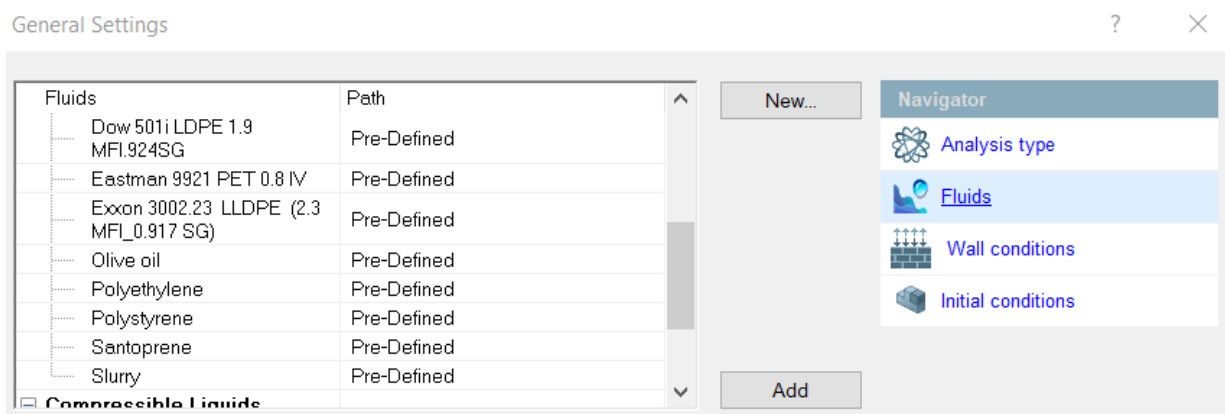 General Settings
?
Fluids Path
Dow 501i LDPE 1.9
MFI.924SG
Pre-Defined
Eastman 9921 PET 0.8 IV Pre-Defined
Exxon 3002.23 LLDPE (2.3
MFI_0.917 SG)
Pre-Defined
Olive oil Pre-Defined
Polyethylene Pre-Defined
Polystyrene Pre-Defined
Santoprene Pre-Defined
Slurry Pre-Defined
Compressible Liquids
New...
Add
Navigator
Analysis type
Fluids
Wall conditions
Initial conditions